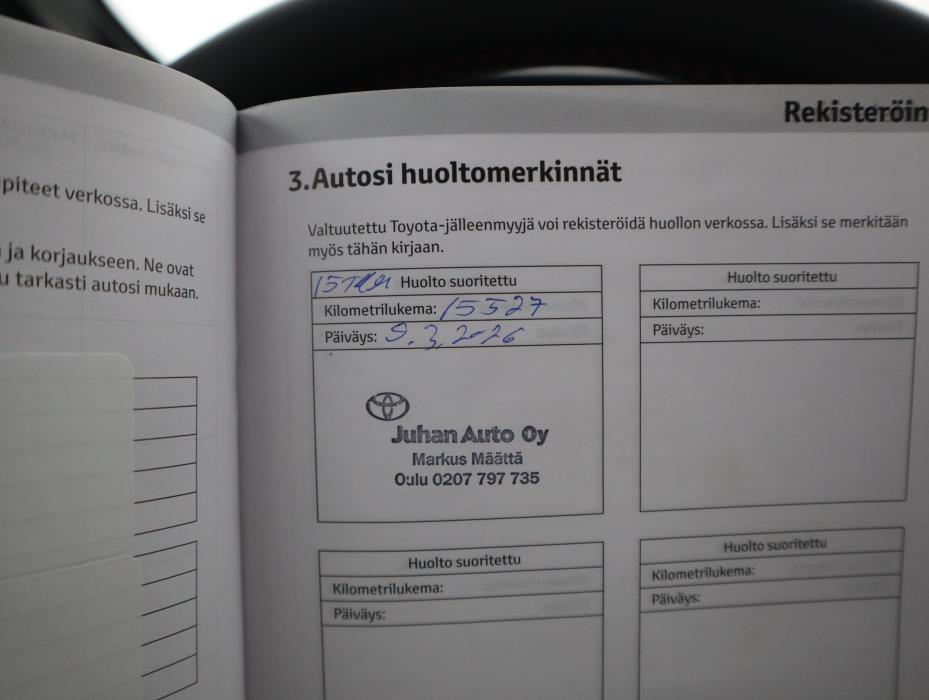 piteet verkossa. Lisäksi se
ja korjaukseen. Ne ovat
u tarkasti autosi mukaan.
Rekisteröin
3.Autosi huoltomerkinnät
Valtuutettu Toyota-jälleenmyyjä voi rekisteröidä huollon verkossa. Lisäksi se merkitään
myös tähän kirjaan.
15TKM Huolto suoritettu
Kilometrilukema: 15527
Päiväys: 9.3.2026
Juhan Auto Oy
Markus Määttä
Oulu 0207 797 735
Huolto suoritettu
Kilometrilukema:
Päiväys:
Huolto suoritettu
Kilometrilukema:
Päiväys:
Huolto suoritettu
Kilometrilukema:
Päiväys: